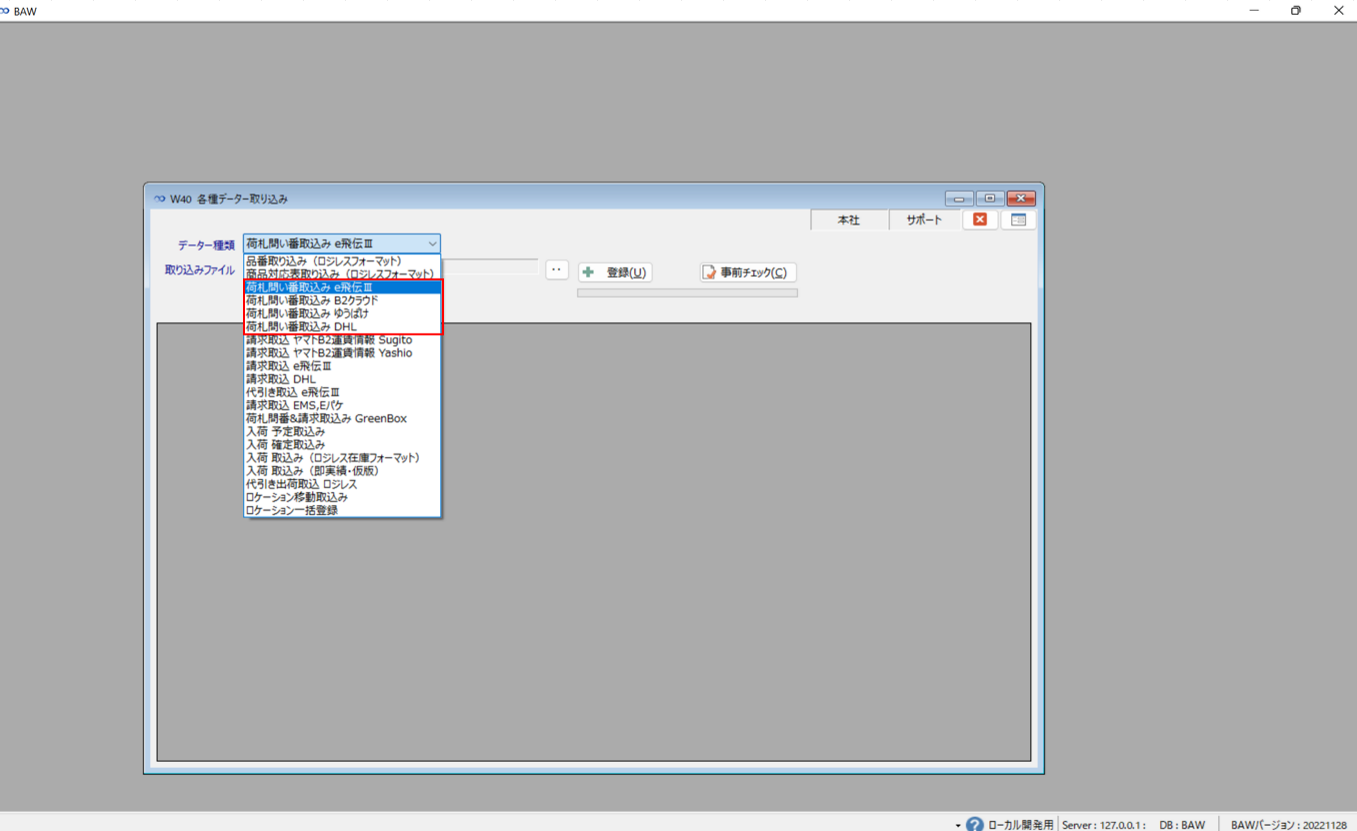 BAW
W40 各種データー取り込み
本社
サポート
データー種類
荷札問い番取込み e飛伝Ⅲ
取り込みファイル
..
登録(U)
事前チェック(C)
品番取り込み（ロジレスフォーマット）
商品対応表取り込み（ロジレスフォーマット）
荷札問い番取込み e飛伝Ⅲ
荷札問い番取込み B2クラウド
荷札問い番取込み ゆうぱけ
荷札問い番取込み DHL
請求取込 ヤマトB2運賃情報 Sugito
請求取込 ヤマトB2運賃情報 Yashio
請求取込 e飛伝Ⅲ
請求取込 DHL
代引き取込 e飛伝Ⅲ
請求取込 EMS,Eパケ
荷札問番&請求取込み GreenBox
入荷 予定取込み
入荷 確定取込み
入荷 取込み（ロジレス在庫フォーマット）
入荷 取込み（即実績・仮版）
代引き出荷取込 ロジレス
ロケーション移動取込み
ロケーション一括登録
ローカル開発用
Server : 127.0.0.1 :
DB : BAW
BAWバージョン : 20221128